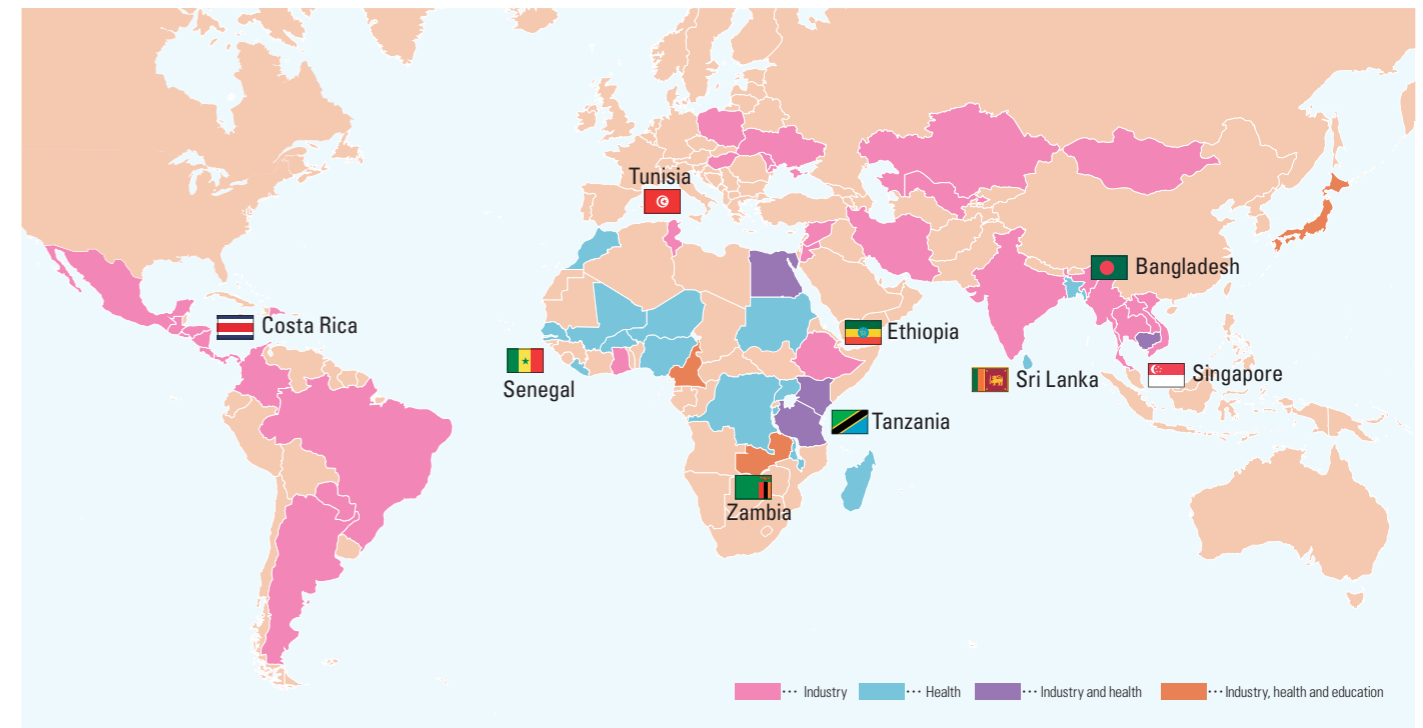 Tunisia
Bangladesh
Costa Rica
Ethiopia
Senegal
Sri Lanka
Singapore
Tanzania
Zambia
··· Industry ··· Health ··· Industry and health ··· Industry, health and education